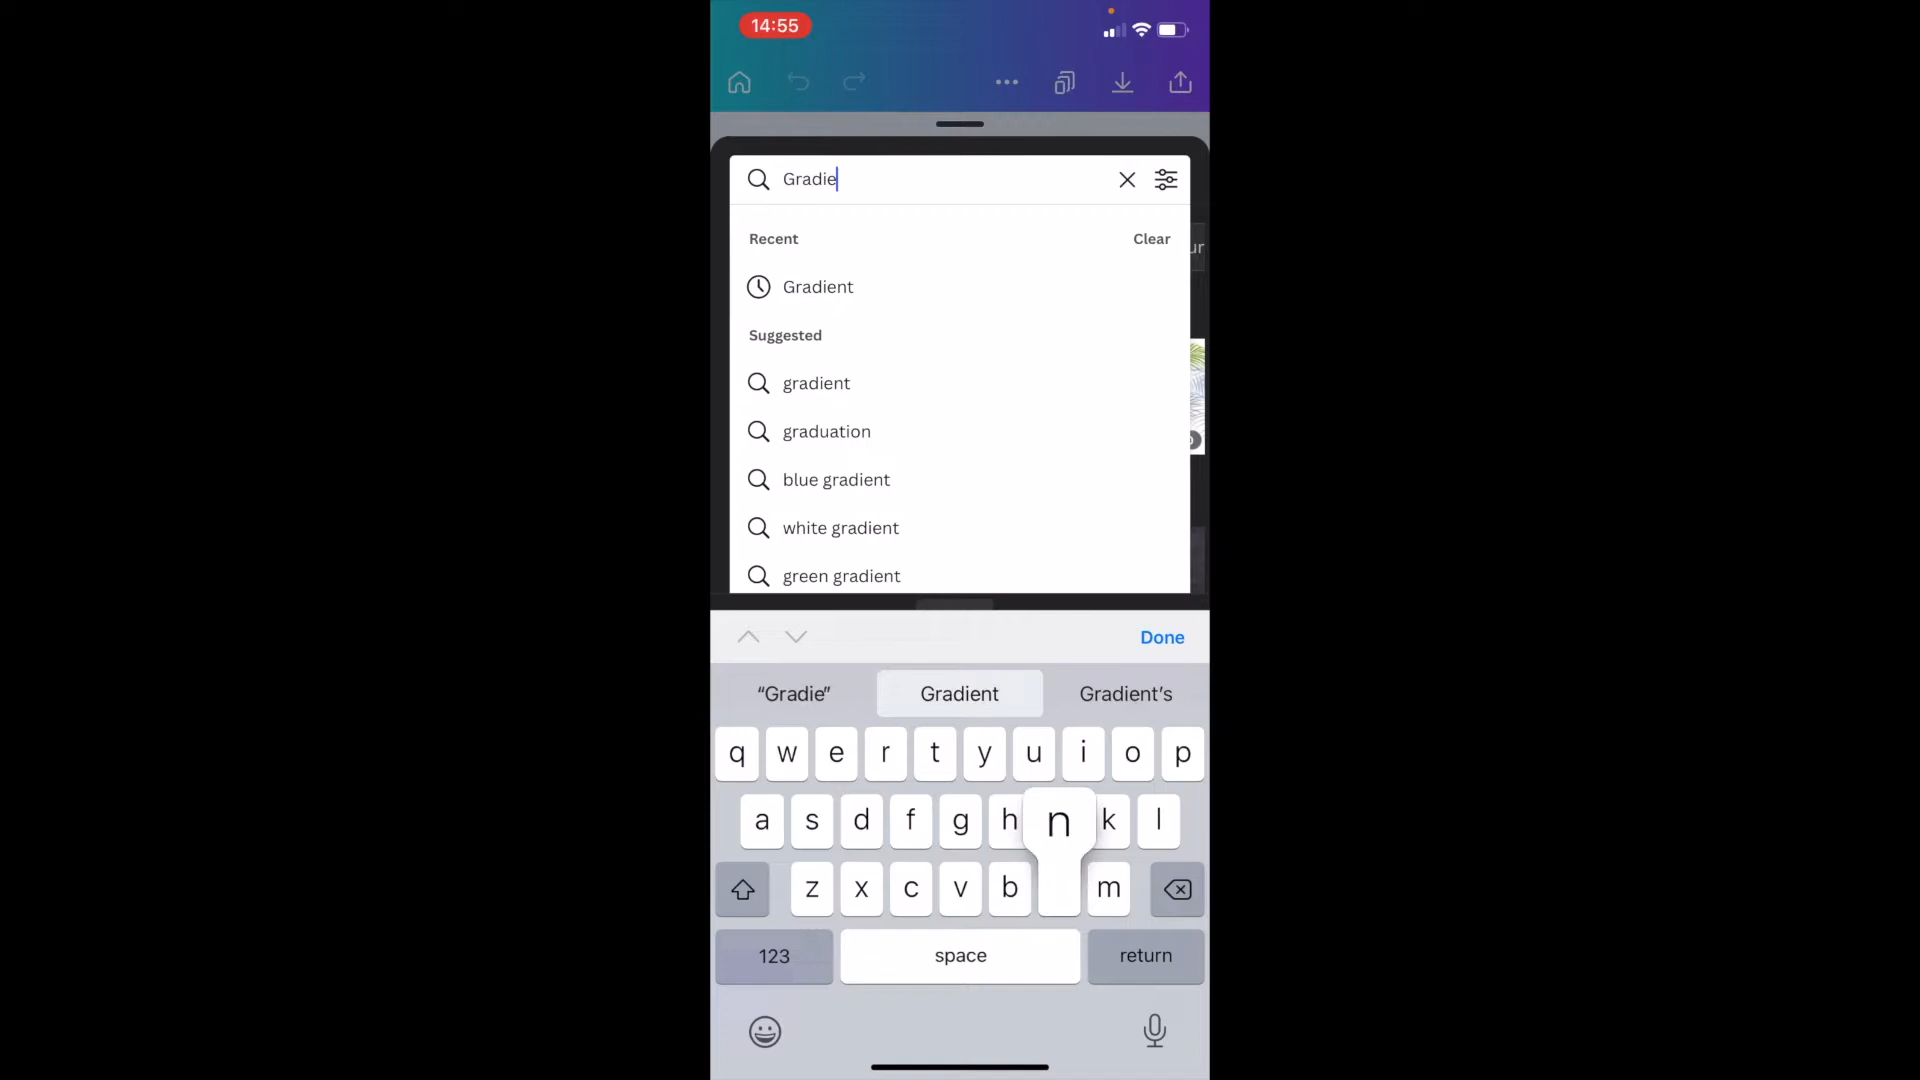 14:55
Gradie
Recent Clear
ur
Gradient
Suggested
gradient
graduation
blue gradient
white gradient
green gradient
Done
“Gradie” Gradient Gradient’s
q w e r t y u i o p
a s d f g h n k l
z x c v b m
123 space return